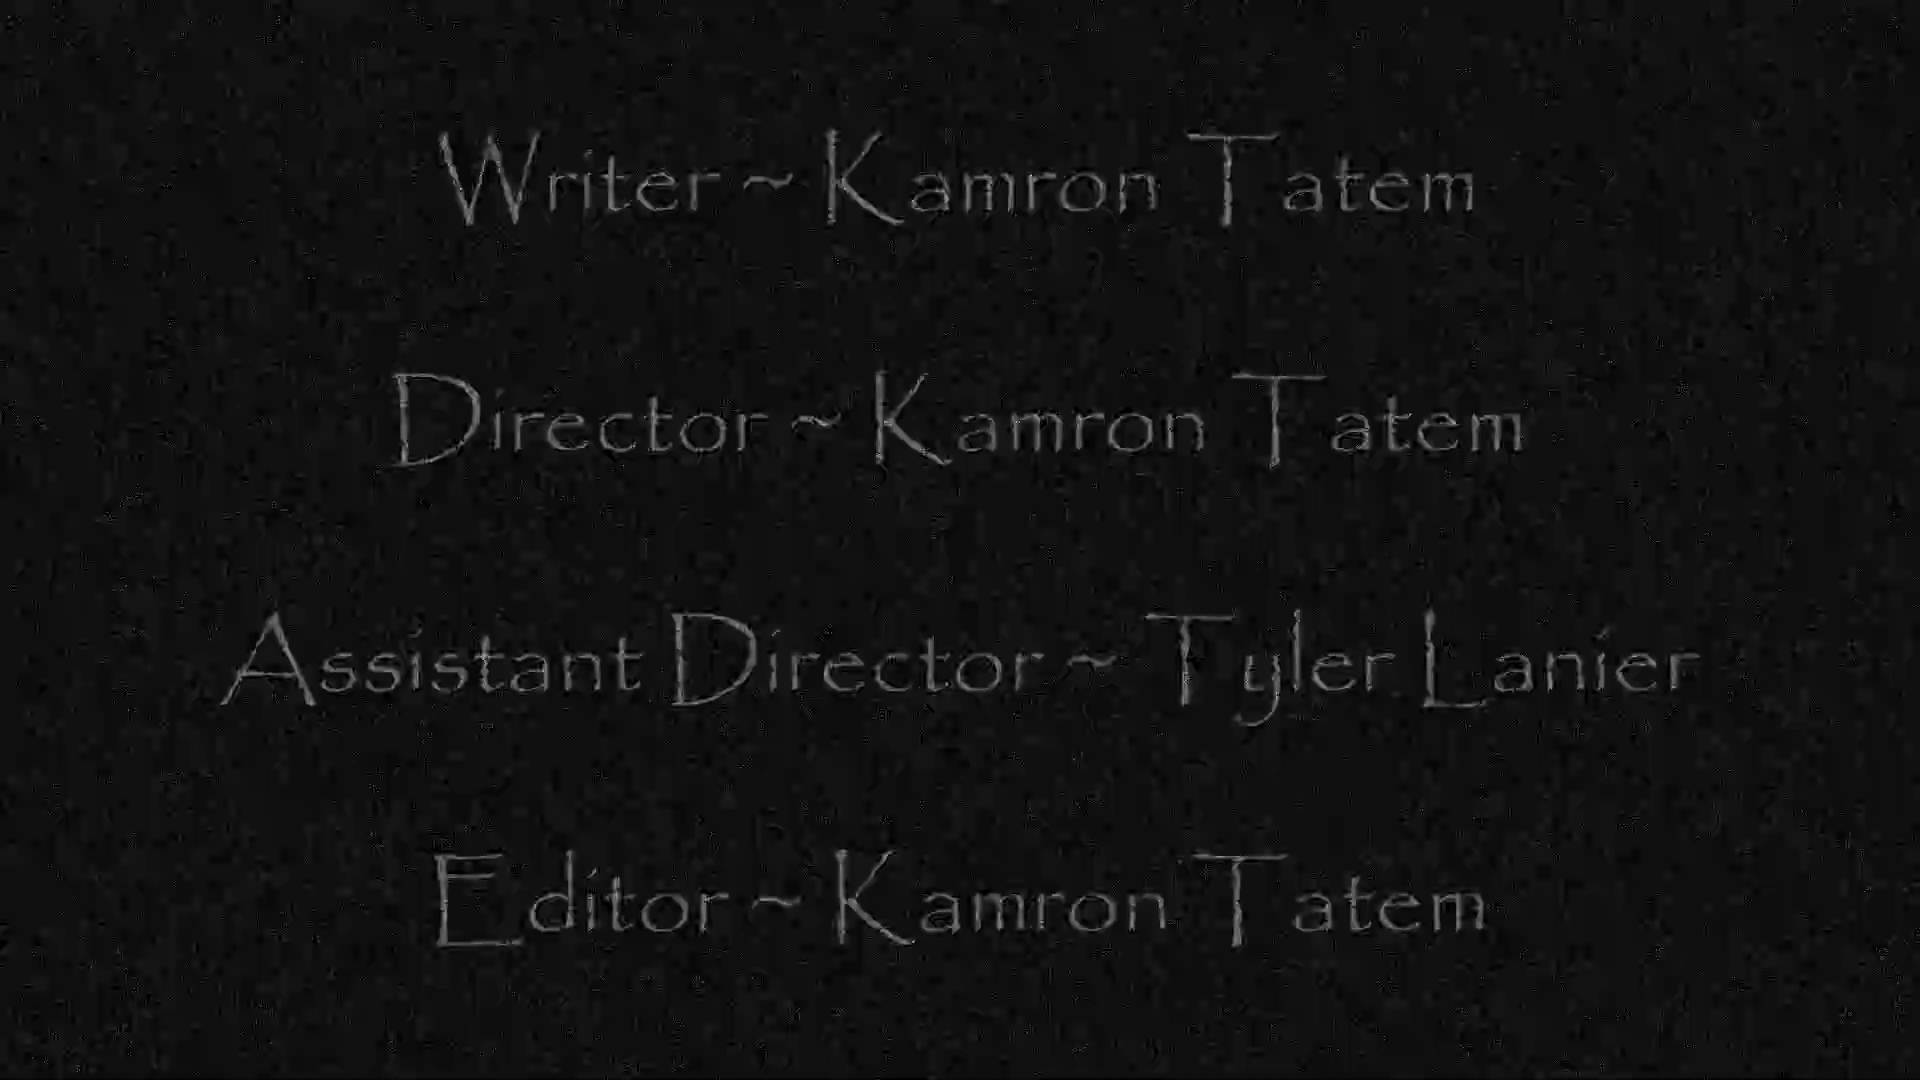 Writer ~ Kamron Tatem
Director ~ Kamron Tatem
Assistant Director ~ Tyler Lanier
Editor ~ Kamron Tatem